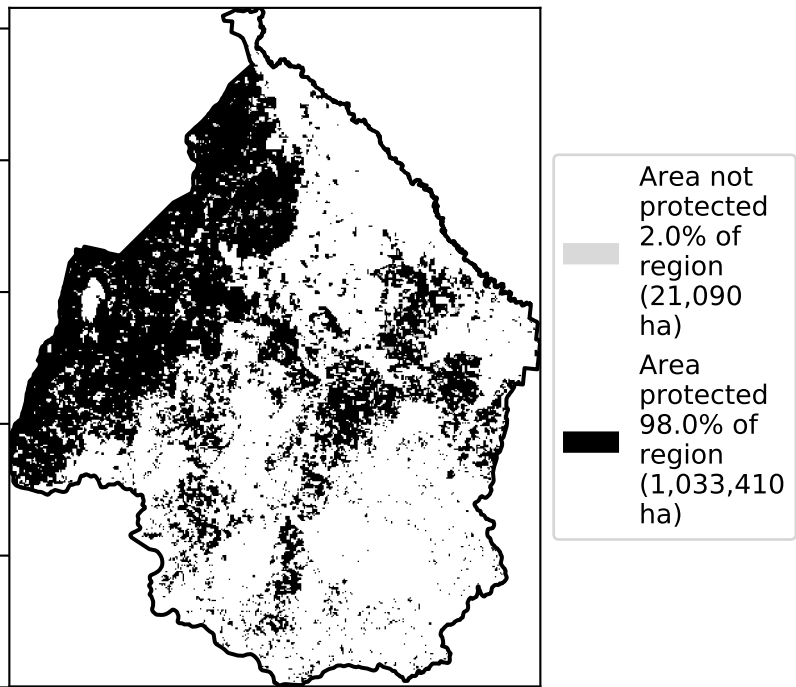 Area not
protected
2.0% of
region
(21,090
ha)
Area
protected
98.0% of
region
(1,033,410
ha)